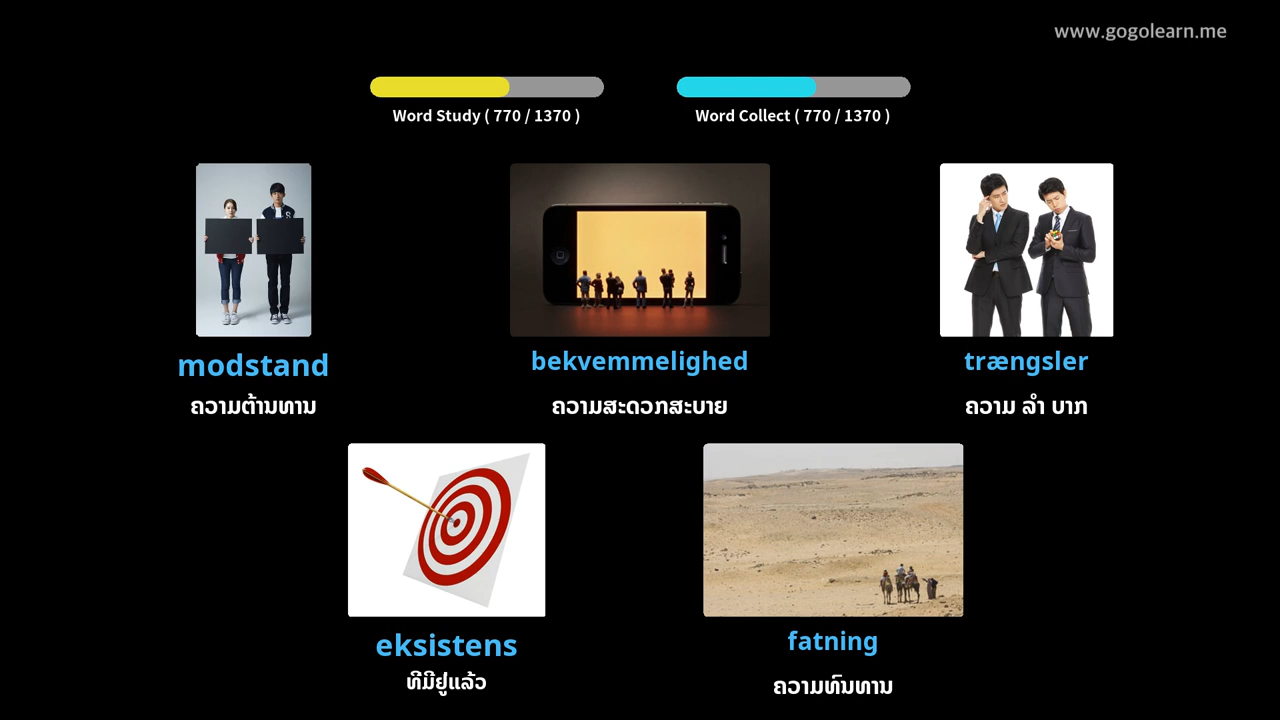 www.gogolearn.me
Word Study ( 770 / 1370 )
Word Collect ( 770 / 1370 )
modstand
ຄວາມຕ້ານທານ
bekvemmelighed
ຄວາມສະດວກສະບາຍ
trængsler
ຄວາມ ລຳ ບາກ
eksistens
ທີມີຢູ່ແລ້ວ
fatning
ຄວາມທົນທານ